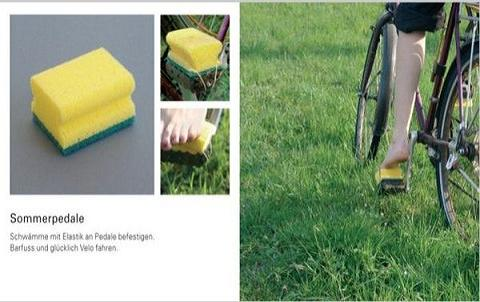 Sommerpedale
Schwämme mit Elastik an Pedale befestigen.
Barfuss und glücklich Velo fahren.